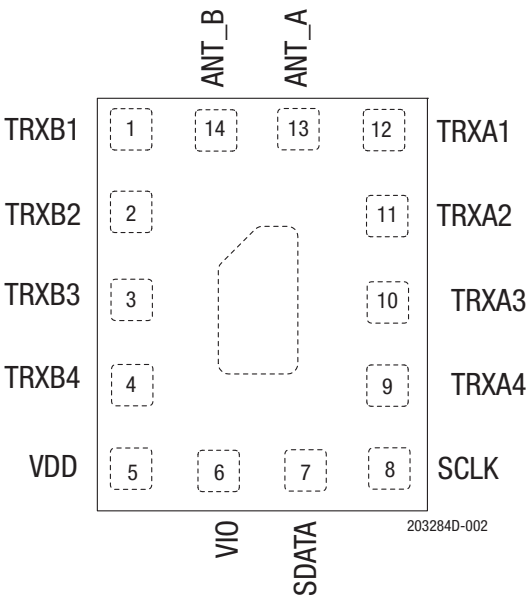 ANT_B
ANT_A
TRXB1
1
14
13
12
TRXA1
TRXB2
2
11
TRXA2
TRXB3
3
10
TRXA3
TRXB4
4
9
TRXA4
VDD
5
6
7
8
SCLK
VIO
SDATA
203284D-002